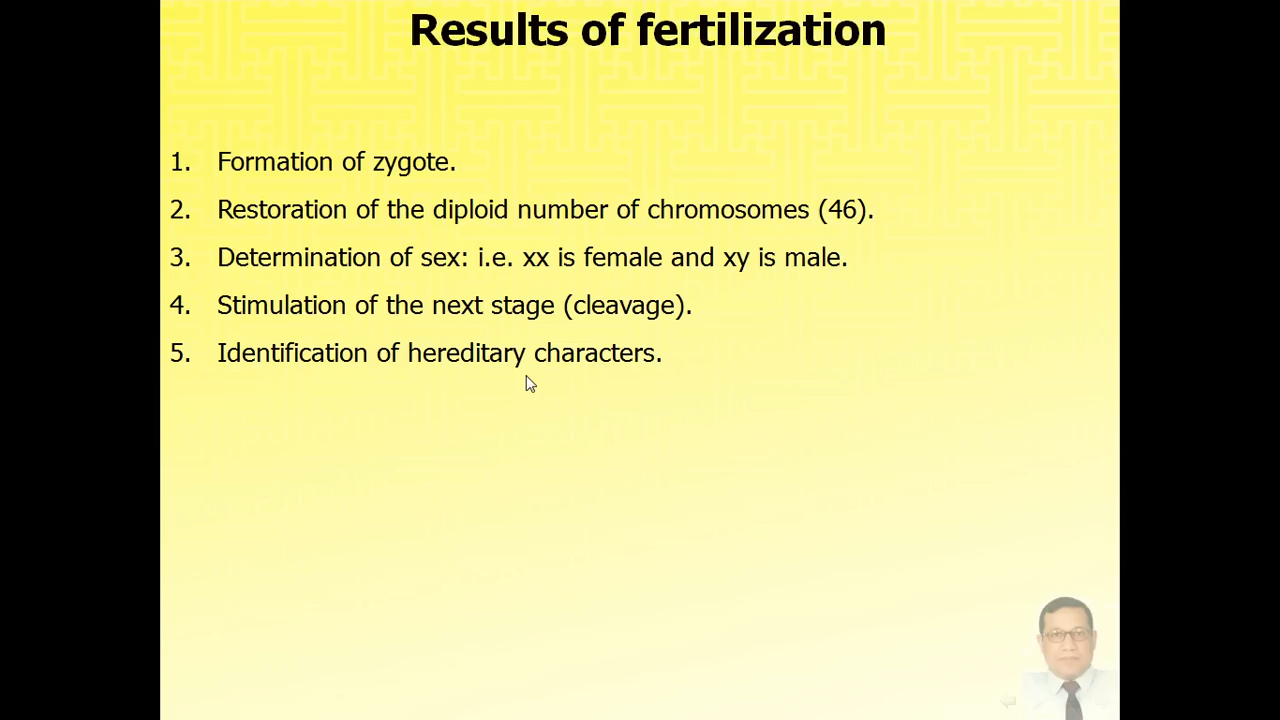 Results of fertilization
1. Formation of zygote.
2. Restoration of the diploid number of chromosomes (46).
3. Determination of sex: i.e. xx is female and xy is male.
4. Stimulation of the next stage (cleavage).
5. Identification of hereditary characters.